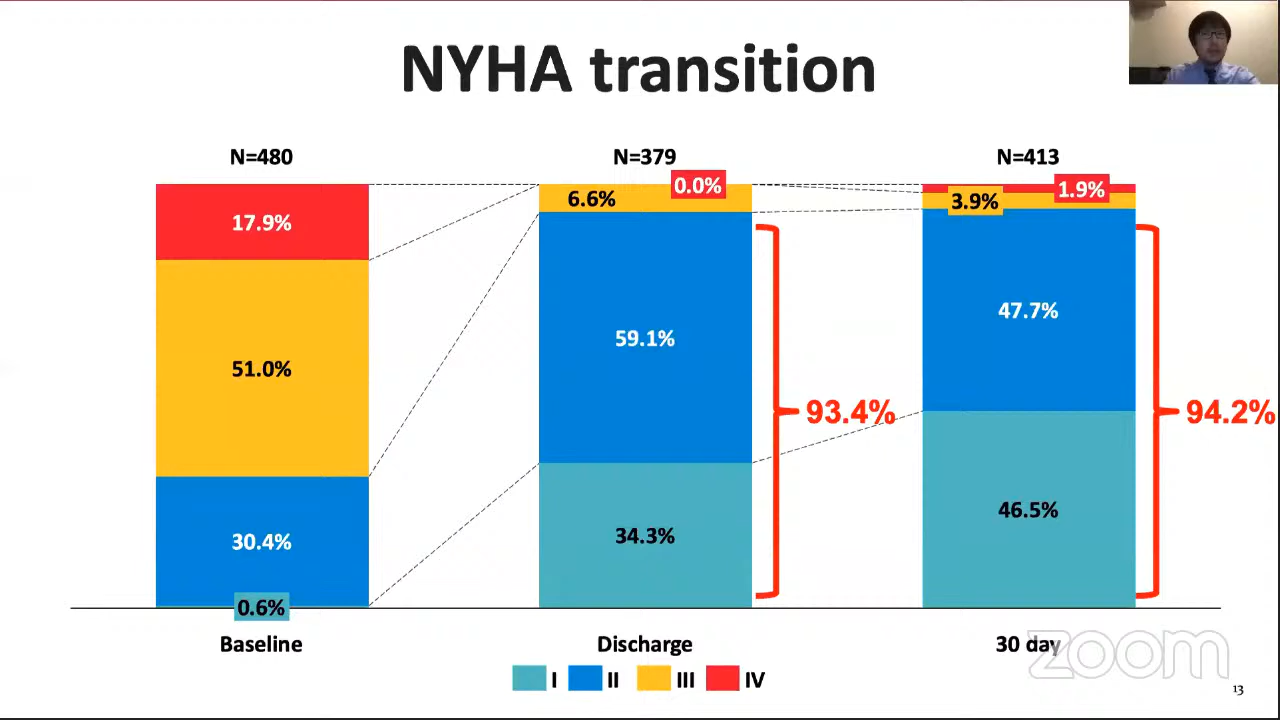 NYHA transition
N=480 N=379 N=413
17.9% 6.6% 0.0% 3.9% 1.9%
51.0% 59.1% 47.7%
93.4% 94.2%
30.4% 34.3% 46.5%
0.6%
Baseline Discharge 30 day
zoom
I II III IV
13